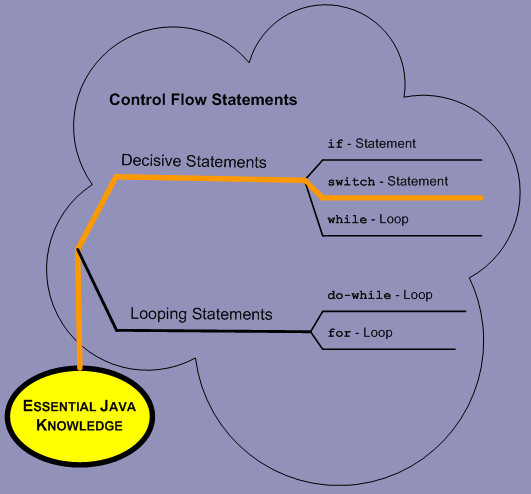 Control Flow Statements
Decisive Statements
if - Statement
switch - Statement
while - Loop
Looping Statements
do-while - Loop
for - Loop
ESSENTIAL JAVA
KNOWLEDGE